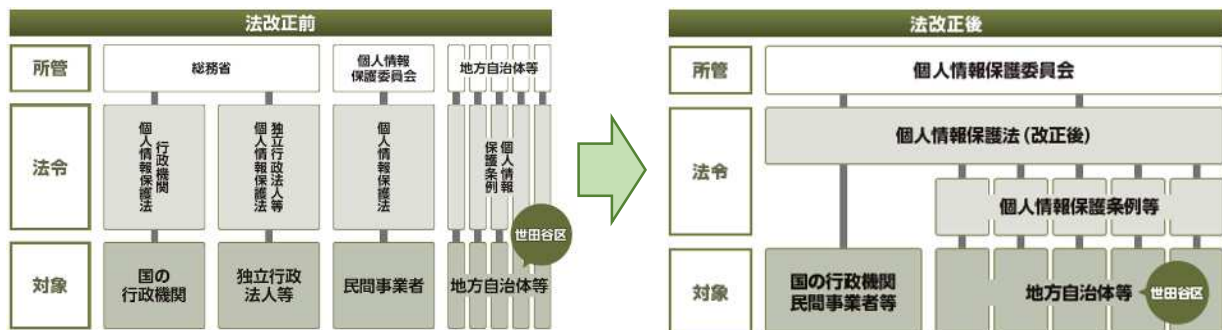 法改正前
所管
総務省
個人情報
保護委員会
地方自治体等
法令
行政機関
個人情報保護法
独立行政法人等
個人情報保護法
個人情報保護法
個人情報
保護条例
世田谷区
対象
国の
行政機関
独立行政
法人等
民間事業者
地方自治体等
法改正後
所管
個人情報保護委員会
法令
個人情報保護法(改正後)
個人情報保護条例等
対象
国の行政機関
民間事業者等
地方自治体等
世田谷区